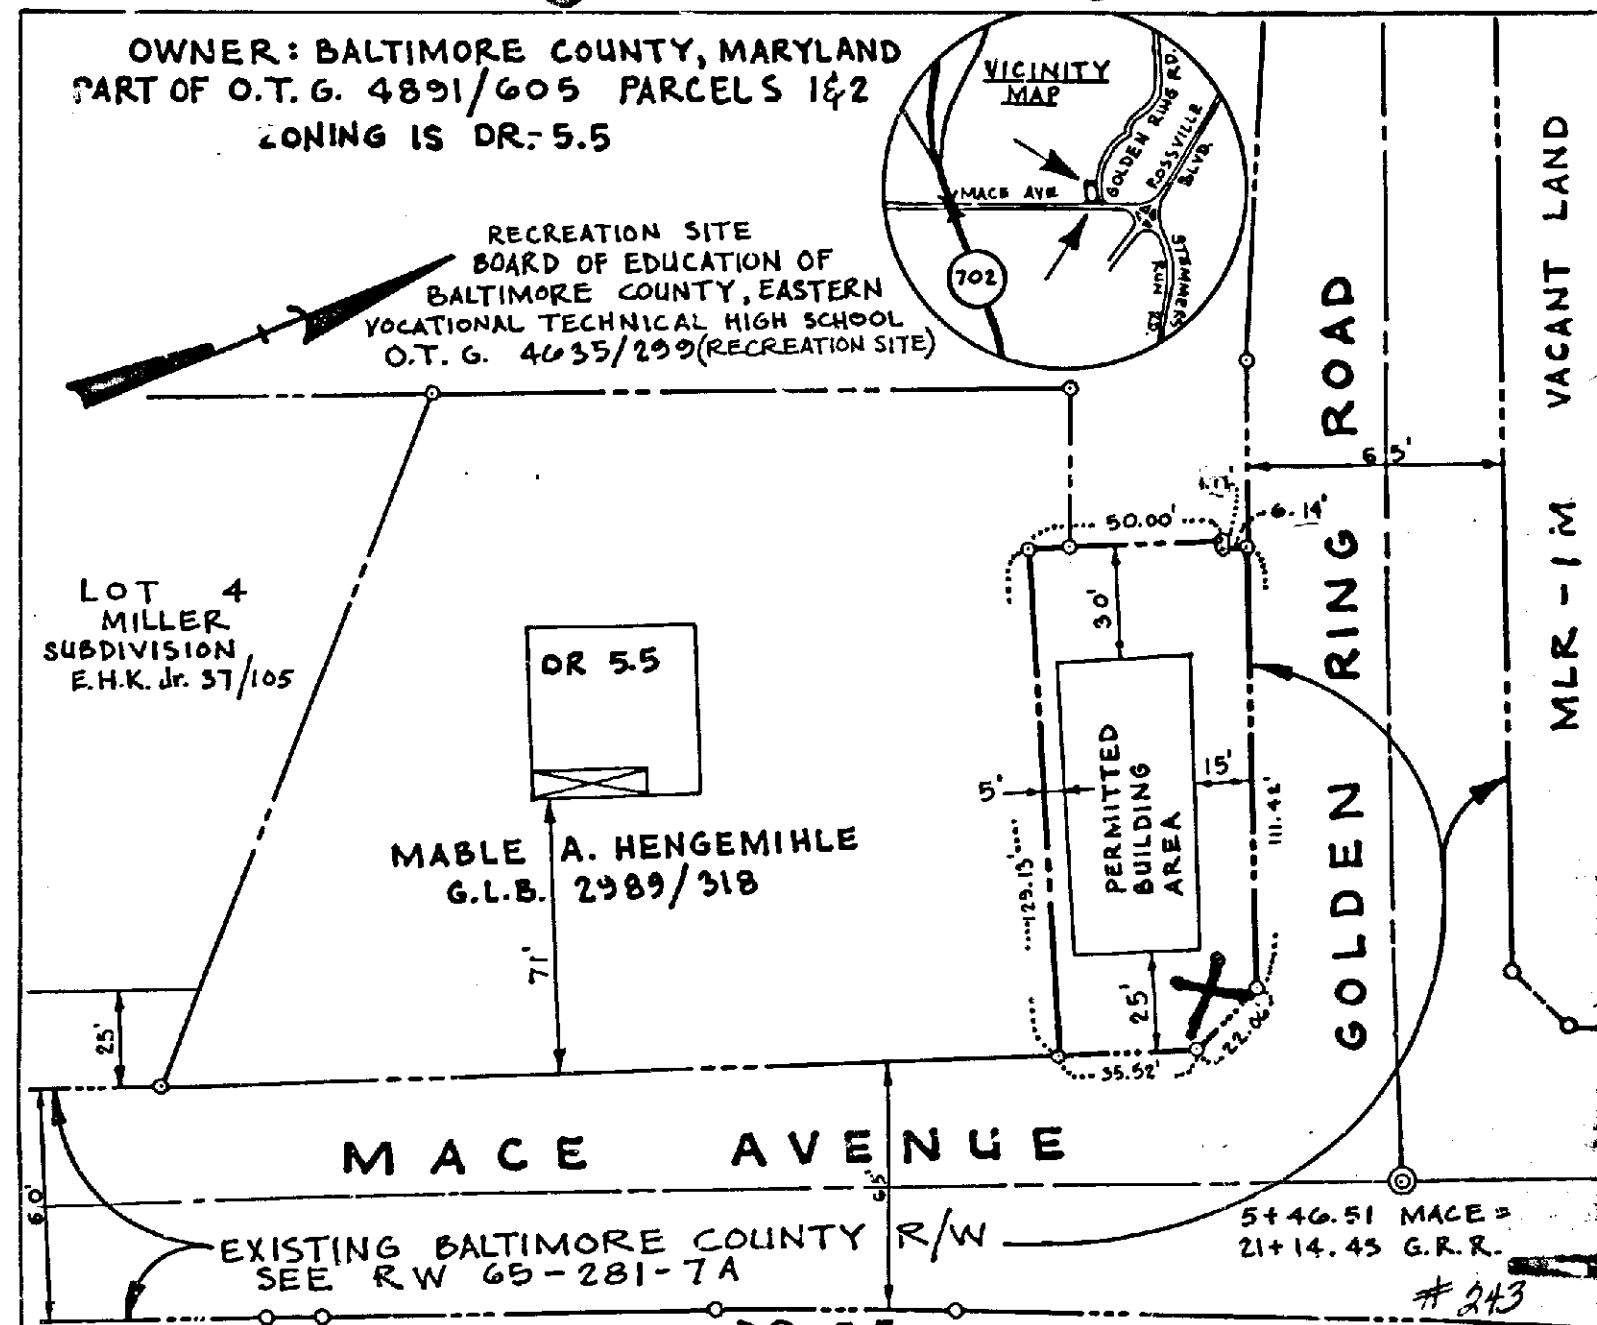 OWNER: BALTIMORE COUNTY, MARYLAND
PART OF O.T.G. 4891/605 PARCELS 1&2
ZONING IS DR.-5.5
VICINITY
MAP
GOLDEN RING RD.
ROSSVILLE
BLVD.
MACE AVE
STEMMERS
RUN RD.
702
RECREATION SITE
BOARD OF EDUCATION OF
BALTIMORE COUNTY, EASTERN
VOCATIONAL TECHNICAL HIGH SCHOOL
O.T.G. 4635/299 (RECREATION SITE)
VACANT LAND
MLR-IM
GOLDEN RING ROAD
65'
50.00'
6.14'
30'
LOT 4
MILLER
SUBDIVISION
E.H.K. Jr. 37/105
DR 5.5
PERMITTED
BUILDING
AREA
15'
5'
111.42'
129.13'
MABLE A. HENGEMIHLE
G.L.B. 2989/318
71'
25'
25'
22.06'
35.52'
MACE AVENUE
60'
65'
EXISTING BALTIMORE COUNTY R/W
SEE RW 65-281-7A
5+46.51 MACE =
21+14.45 G.R.R.
# 243